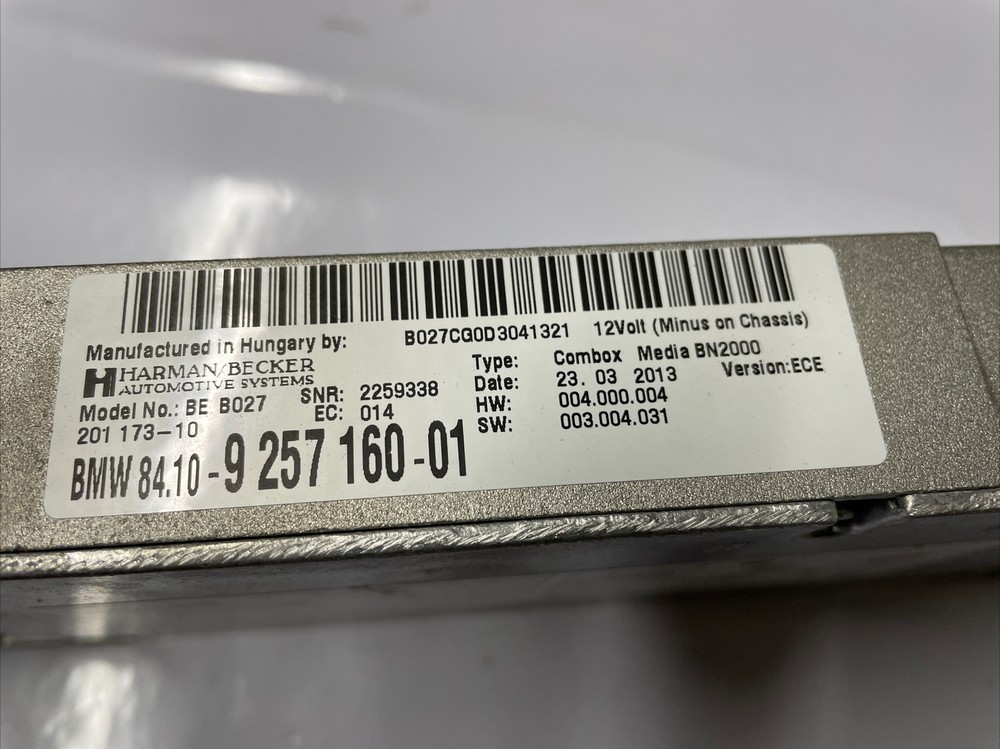 B027CG0D3041321 12Volt (Minus on Chassis)
Manufactured in Hungary by:
HARMAN/BECKER
AUTOMOTIVE SYSTEMS
Model No.: BE B027
201 173-10
SNR: 2259338
EC: 014
Type: Combox Media BN2000
Date: 23. 03 2013 Version:ECE
HW: 004.000.004
SW: 003.004.031
BMW 84.10-9 257 160-01